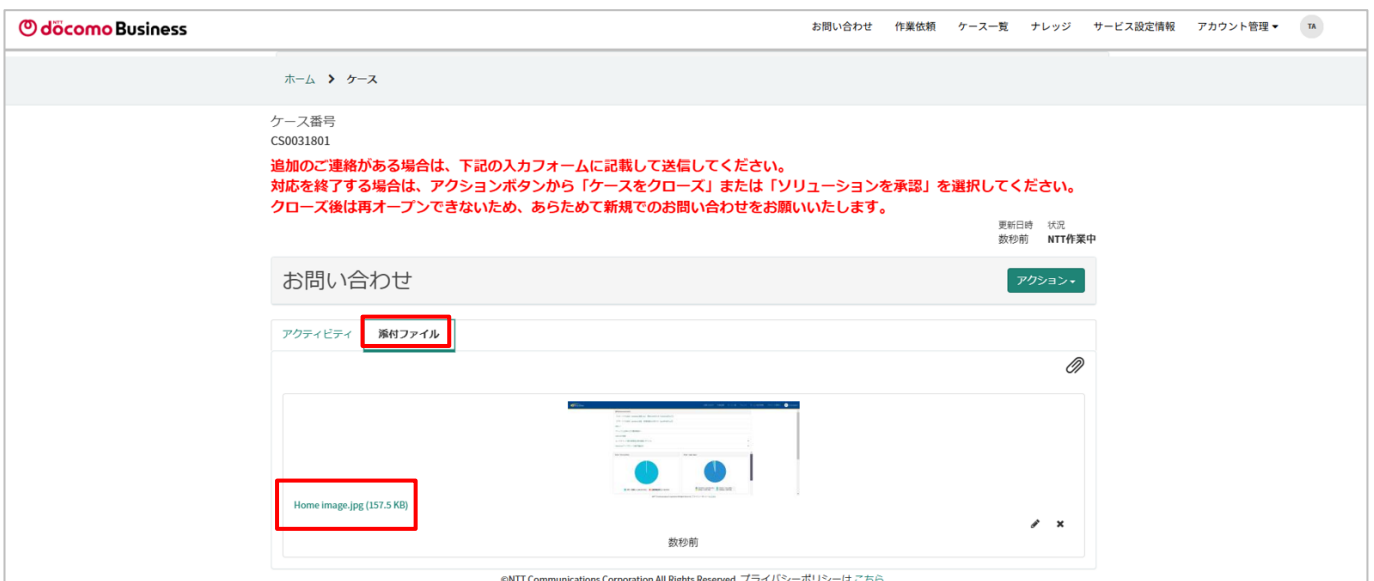 NTT
döcomo Business
お問い合わせ 作業依頼 ケース一覧 ナレッジ サービス設定情報 アカウント管理 TA
ホーム ケース
ケース番号
CS0031801
追加のご連絡がある場合は、下記の入力フォームに記載して送信してください。
対応を終了する場合は、アクションボタンから「ケースをクローズ」または「ソリューションを承認」を選択してください。
クローズ後は再オープンできないため、あらためて新規でのお問い合わせをお願いいたします。
更新日時 状況
数秒前 NTT作業中
お問い合わせ アクション
アクティビティ 添付ファイル
Home image.jpg (157.5 KB)
数秒前
©NTT Communications Corporation All Rights Reserved. プライバシーポリシーは こちら